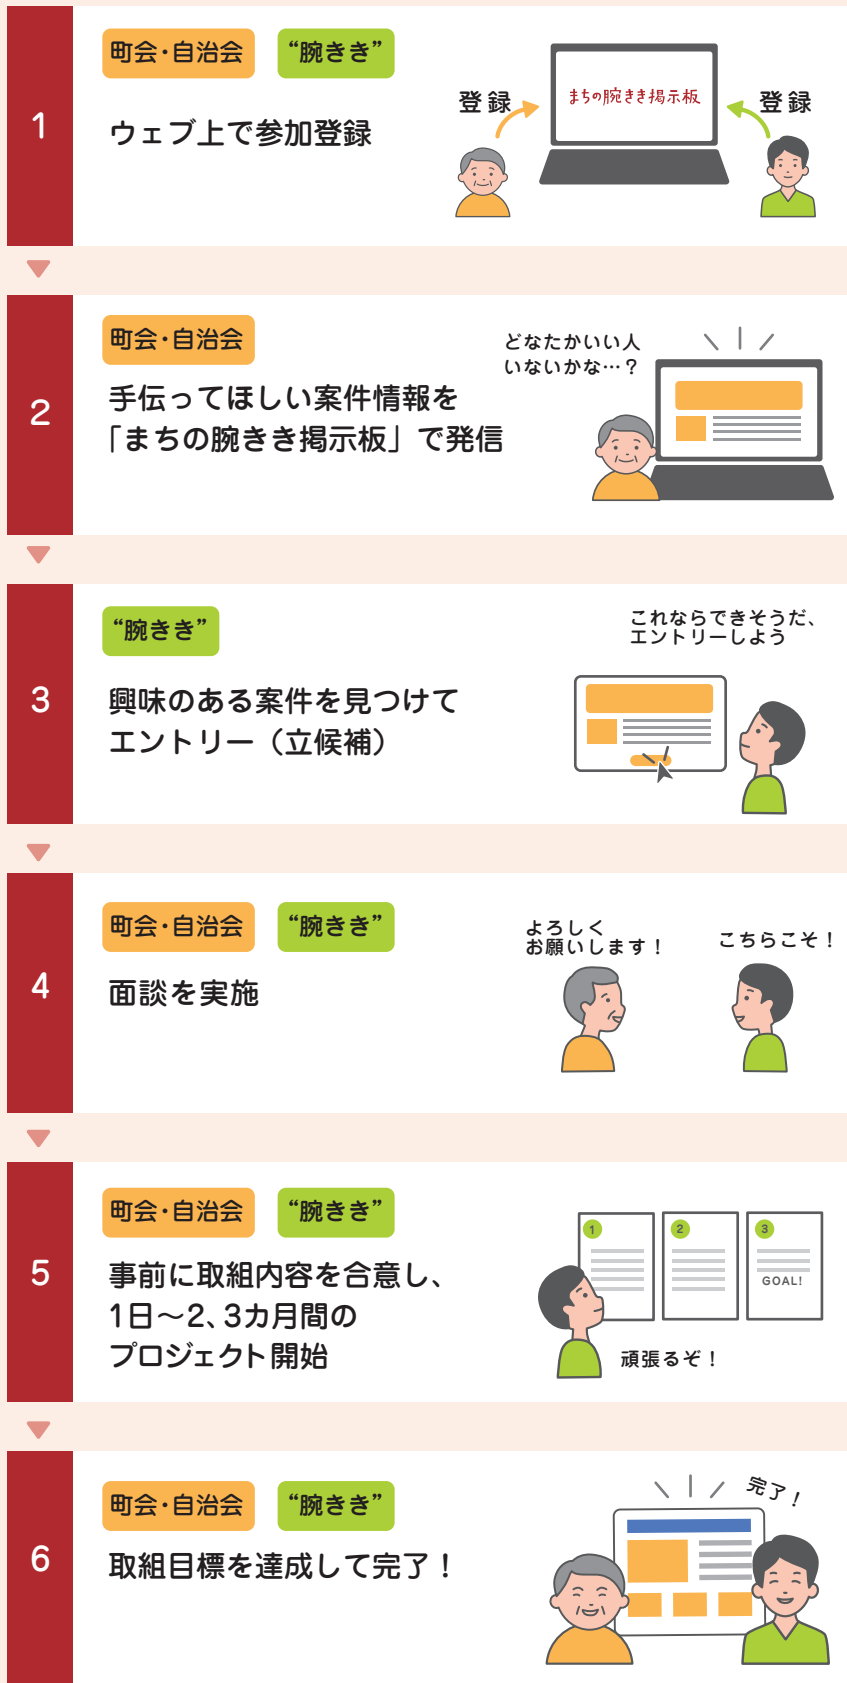 1
町会・自治会
“腕きき”
ウェブ上で参加登録
登録
まちの腕きき掲示板
登録
2
町会・自治会
手伝ってほしい案件情報を
「まちの腕きき掲示板」で発信
どなたかいい人
いないかな…？
3
“腕きき”
興味のある案件を見つけて
エントリー（立候補）
これならできそうだ、
エントリーしよう
4
町会・自治会
“腕きき”
面談を実施
よろしく
お願いします！
こちらこそ！
5
町会・自治会
“腕きき”
事前に取組内容を合意し、
1日～2、3カ月間の
プロジェクト開始
1
2
3
GOAL!
頑張るぞ！
6
町会・自治会
“腕きき”
取組目標を達成して完了！
完了！